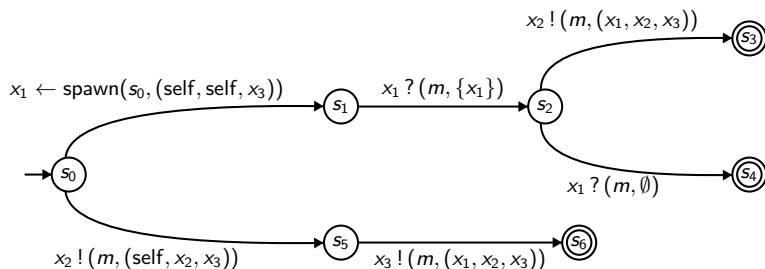 x₂ ! (m, (x₁, x₂, x₃))
s₃
x₁ ← spawn(s₀, (self, self, x₃))
s₁
x₁ ? (m, {x₁})
s₂
s₀
x₁ ? (m, ∅)
s₄
x₂ ! (m, (self, x₂, x₃))
s₅
x₃ ! (m, (x₁, x₂, x₃))
s₆